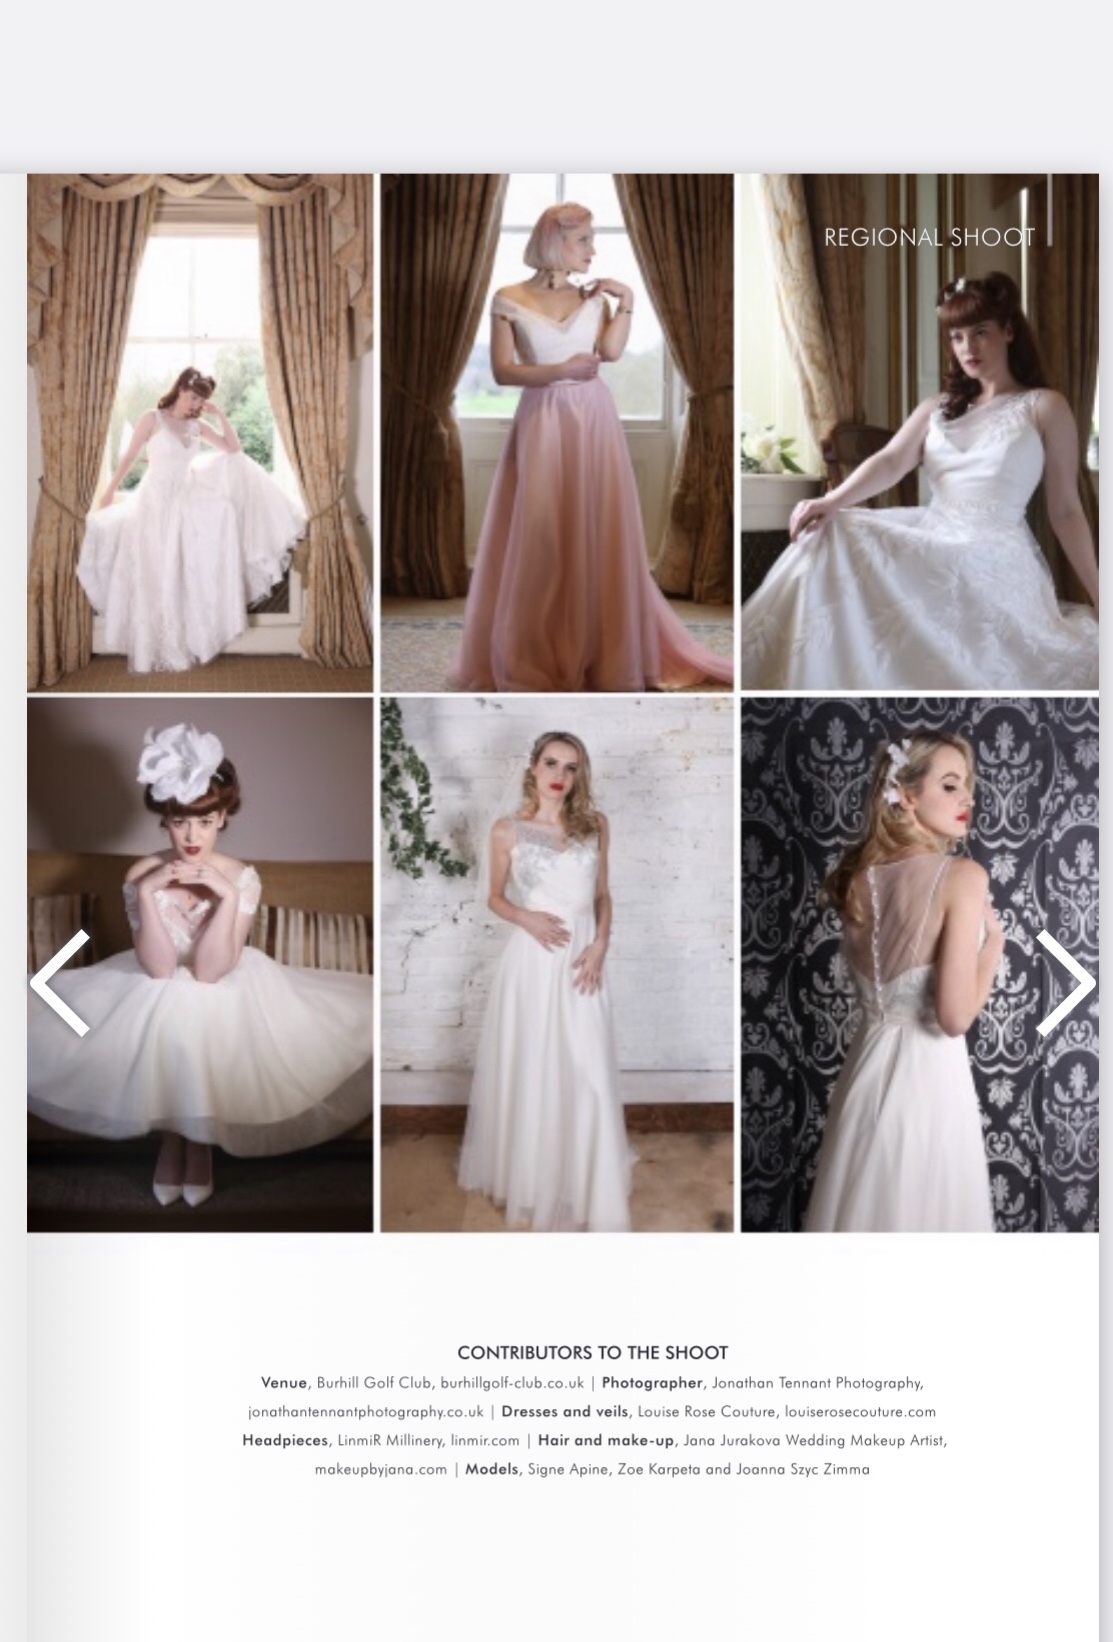 REGIONAL SHOOT
CONTRIBUTORS TO THE SHOOT
Venue, Burhill Golf Club, burhillgolf-club.co.uk | Photographer, Jonathan Tennant Photography,
jonathantennantphotography.co.uk | Dresses and veils, Louise Rose Couture, louiserosecouture.com
Headpieces, LinmiR Millinery, linmir.com | Hair and make-up, Jana Jurakova Wedding Makeup Artist,
makeupbyjana.com | Models, Signe Apine, Zoe Karpeta and Joanna Szyc Zimma